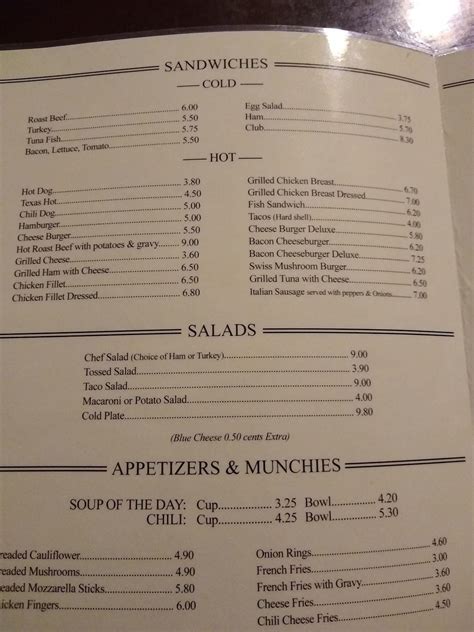 SANDWICHES
COLD
Roast Beef 6.00
Turkey 5.50
Tuna Fish 5.75
Bacon, Lettuce, Tomato 5.50
Egg Salad 3.75
Ham 5.70
Club 8.30
HOT
Hot Dog 3.80
Texas Hot 4.50
Chili Dog 5.00
Hamburger 5.00
Cheese Burger 5.50
Hot Roast Beef with potatoes & gravy 9.00
Grilled Cheese 3.60
Grilled Ham with Cheese 6.50
Chicken Fillet 6.50
Chicken Fillet Dressed 6.80
Grilled Chicken Breast 6.70
Grilled Chicken Breast Dressed 7.00
Fish Sandwich 6.20
Tacos (Hard shell) 4.00
Cheese Burger Deluxe 5.80
Bacon Cheeseburger 6.20
Bacon Cheeseburger Deluxe 7.25
Swiss Mushroom Burger 6.20
Grilled Tuna with Cheese
Italian Sausage served with peppers & Onions 7.00
SALADS
Chef Salad (Choice of Ham or Turkey) 9.00
Tossed Salad 3.90
Taco Salad 9.00
Macaroni or Potato Salad 4.00
Cold Plate 9.80
(Blue Cheese 0.50 cents Extra)
APPETIZERS & MUNCHIES
SOUP OF THE DAY: Cup 3.25 Bowl 4.20
CHILI: Cup 4.25 Bowl 5.30
readed Cauliflower 4.90
readed Mushrooms 4.90
readed Mozzarella Sticks
hicken Fingers 6.00
Onion Rings 4.60
French Fries 3.00
French Fries with Gravy 3.60
Cheese Fries 4.60
Chili Cheese Fries 4.50